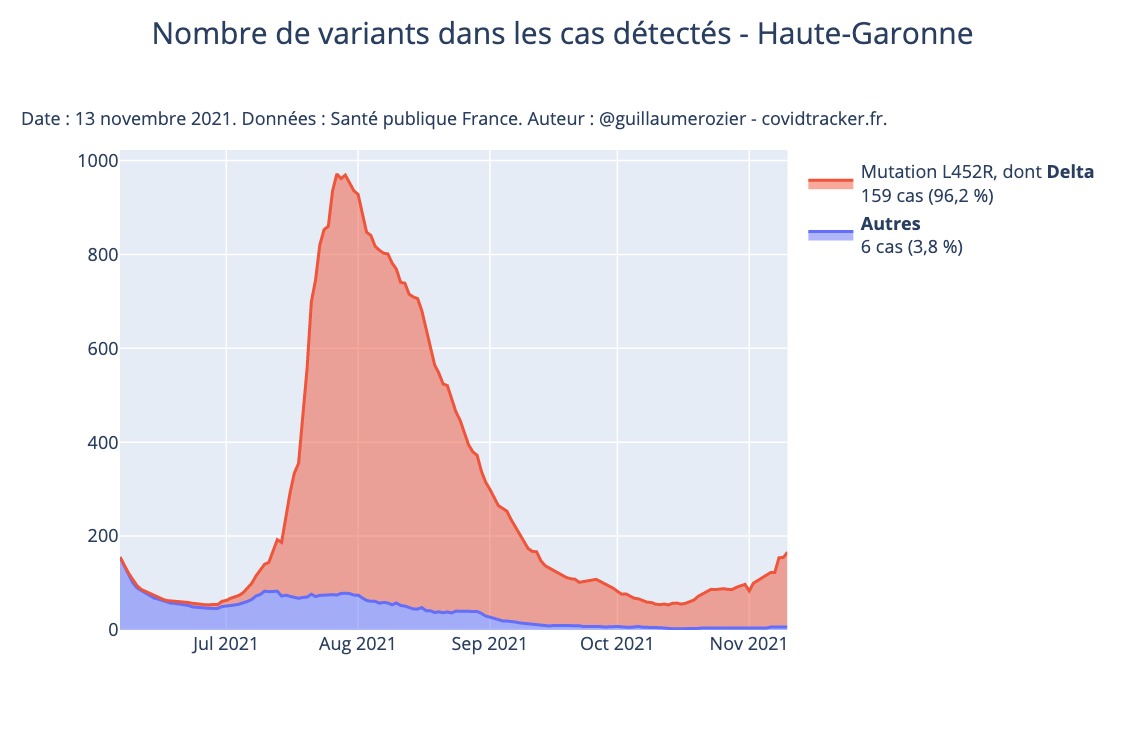 Nombre de variants dans les cas détectés - Haute-Garonne
Date : 13 novembre 2021. Données : Santé publique France. Auteur : @guillaumerozier - covidtracker.fr.
1000
800
600
400
200
0
Jul 2021
Aug 2021
Sep 2021
Oct 2021
Nov 2021
Mutation L452R, dont Delta
159 cas (96,2 %)
Autres
6 cas (3,8 %)